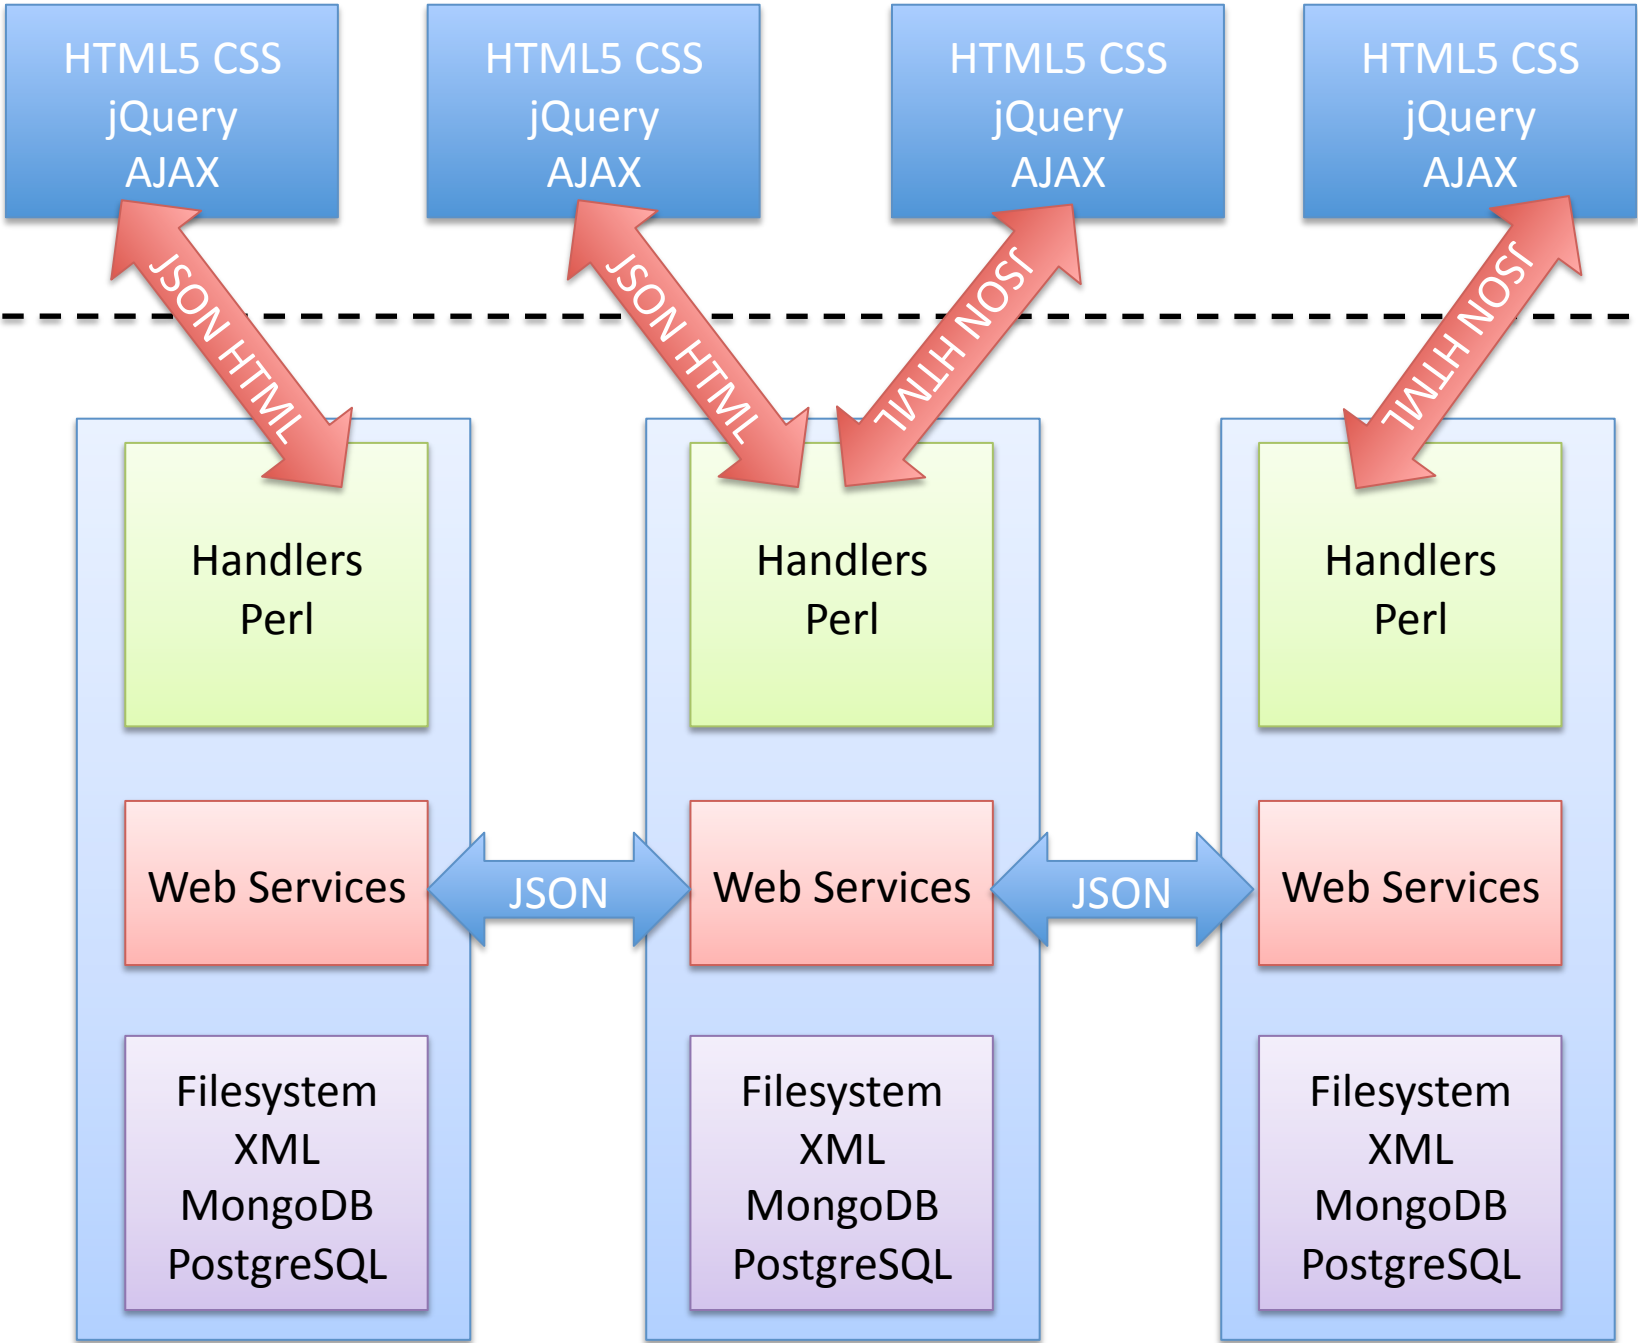 HTML5 CSS
jQuery
AJAX
HTML5 CSS
jQuery
AJAX
HTML5 CSS
jQuery
AJAX
HTML5 CSS
jQuery
AJAX
JSON HTML
JSON HTML
JSON HTML
JSON HTML
Handlers
Perl
Handlers
Perl
Handlers
Perl
Web Services
JSON
Web Services
JSON
Web Services
Filesystem
XML
MongoDB
PostgreSQL
Filesystem
XML
MongoDB
PostgreSQL
Filesystem
XML
MongoDB
PostgreSQL